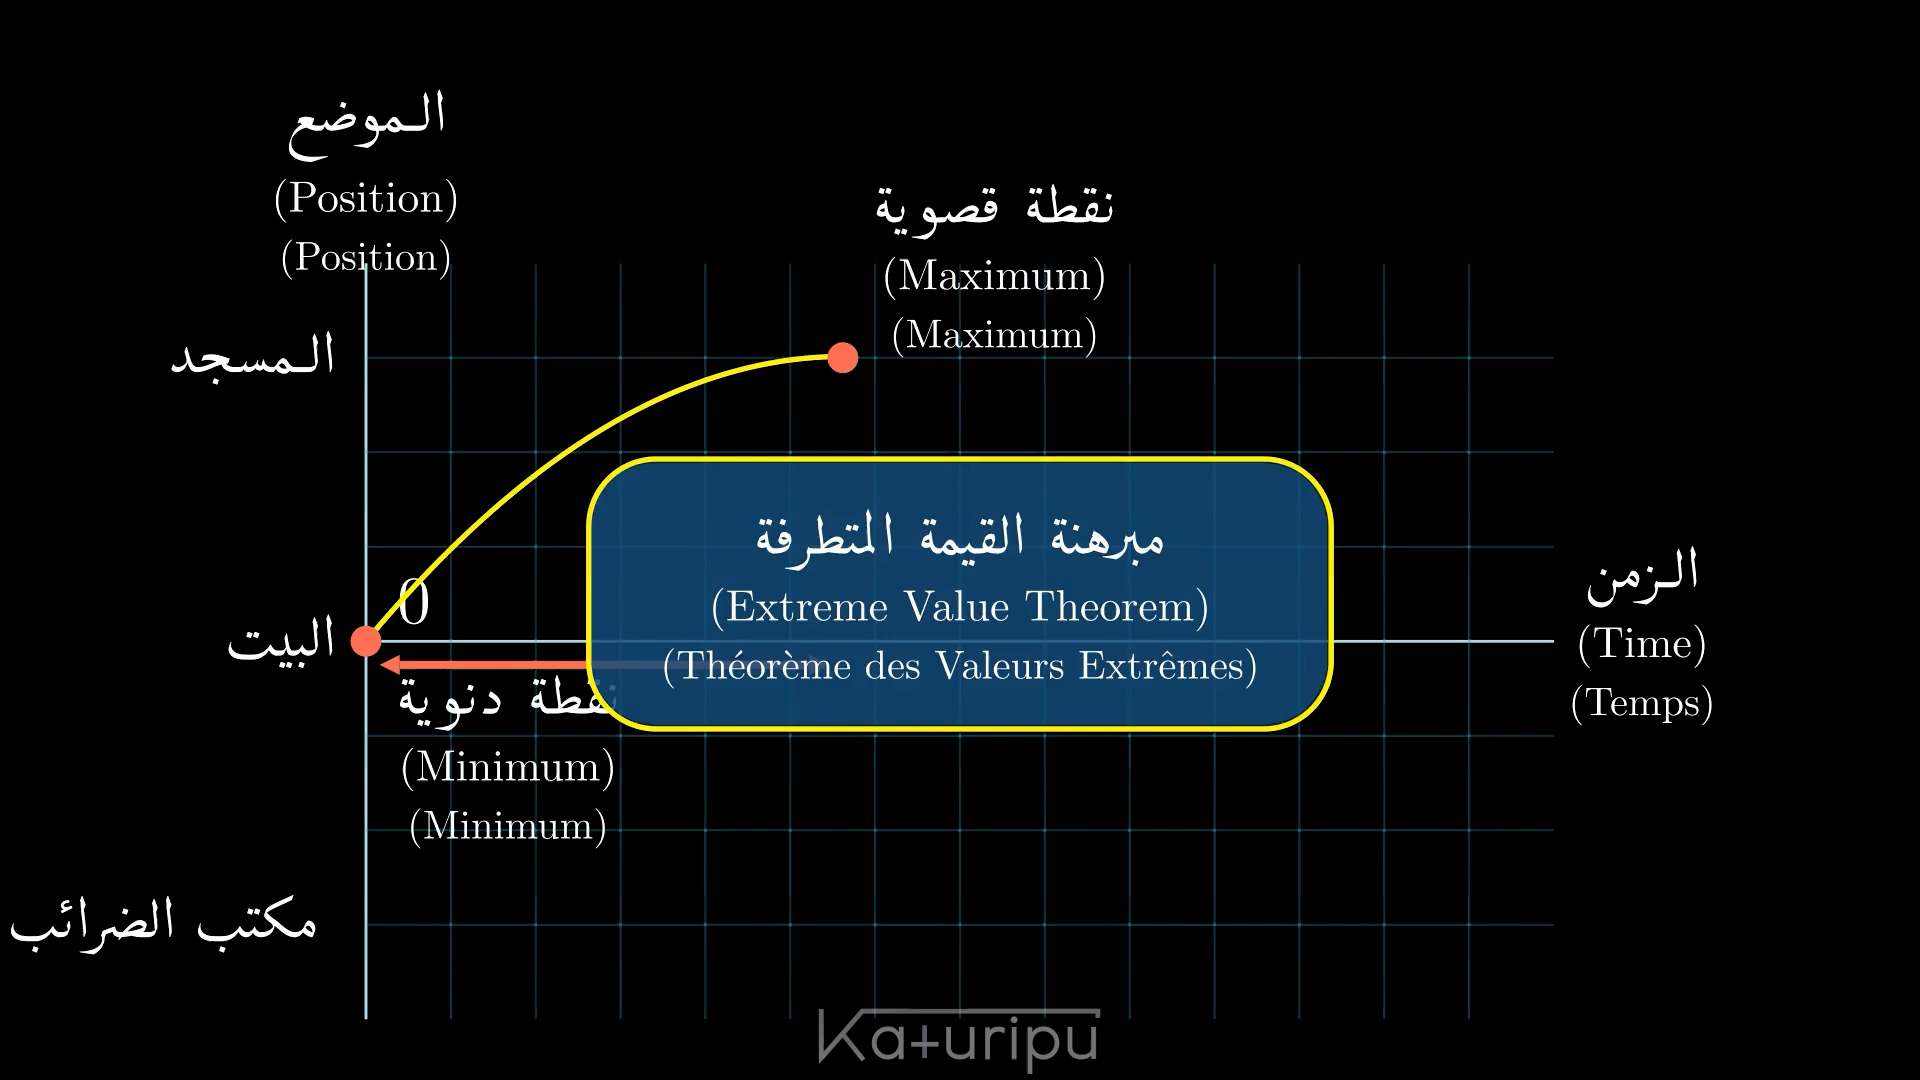 الموضع
(Position)
(Position)
نقطة قصوية
(Maximum)
(Maximum)
المسجد
مبرهنة القيمة المتطرفة
(Extreme Value Theorem)
(Théorème des Valeurs Extrêmes)
0
البيت
الزمن
(Time)
(Temps)
نقطة دنوية
(Minimum)
(Minimum)
مكتب الضرائب
Katuripu